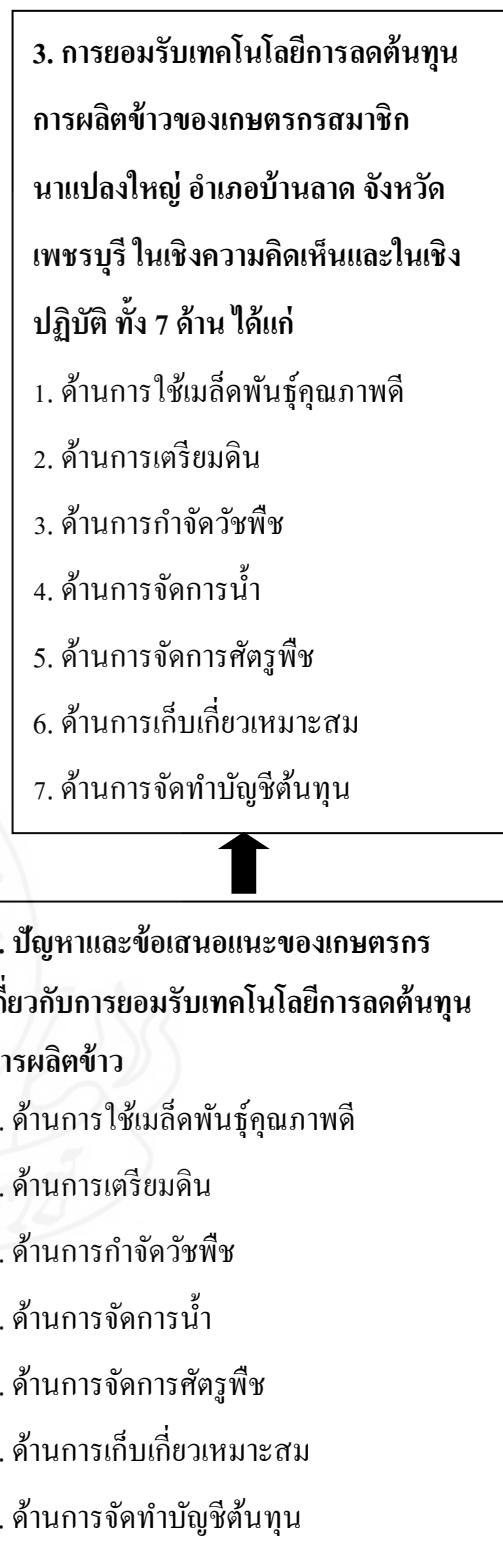 3. การยอมรับเทคโนโลยีการลดต้นทุน
การผลิตข้าวของเกษตรกรสมาชิก
นาแปลงใหญ่ อำเภอบ้านลาด จังหวัด
เพชรบุรี ในเชิงความคิดเห็นและในเชิง
ปฏิบัติ ทั้ง 7 ด้าน ได้แก่
1. ด้านการใช้เมล็ดพันธุ์คุณภาพดี
2. ด้านการเตรียมดิน
3. ด้านการกำจัดวัชพืช
4. ด้านการจัดการน้ำ
5. ด้านการจัดการศัตรูพืช
6. ด้านการเก็บเกี่ยวเหมาะสม
7. ด้านการจัดทำบัญชีต้นทุน
. ปัญหาและข้อเสนอแนะของเกษตรกร
กี่ยวกับการยอมรับเทคโนโลยีการลดต้นทุน
ารผลิตข้าว
. ด้านการใช้เมล็ดพันธุ์คุณภาพดี
. ด้านการเตรียมดิน
. ด้านการกำจัดวัชพืช
. ด้านการจัดการน้ำ
. ด้านการจัดการศัตรูพืช
. ด้านการเก็บเกี่ยวเหมาะสม
. ด้านการจัดทำบัญชีต้นทุน